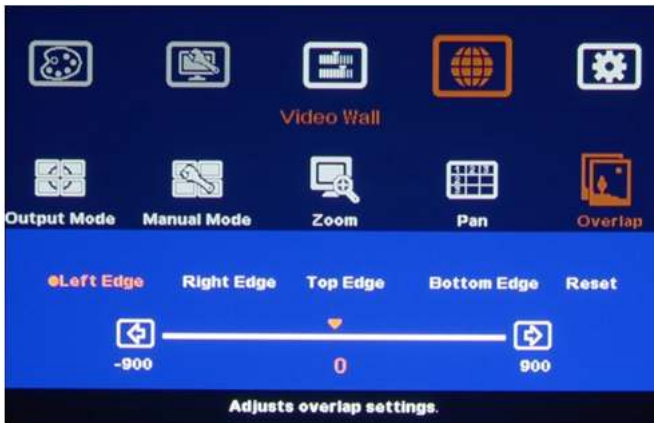 Video Wall
Output Mode Manual Mode Zoom Pan Overlap
Left Edge Right Edge Top Edge Bottom Edge Reset
-900 0 900
Adjusts overlap settings.